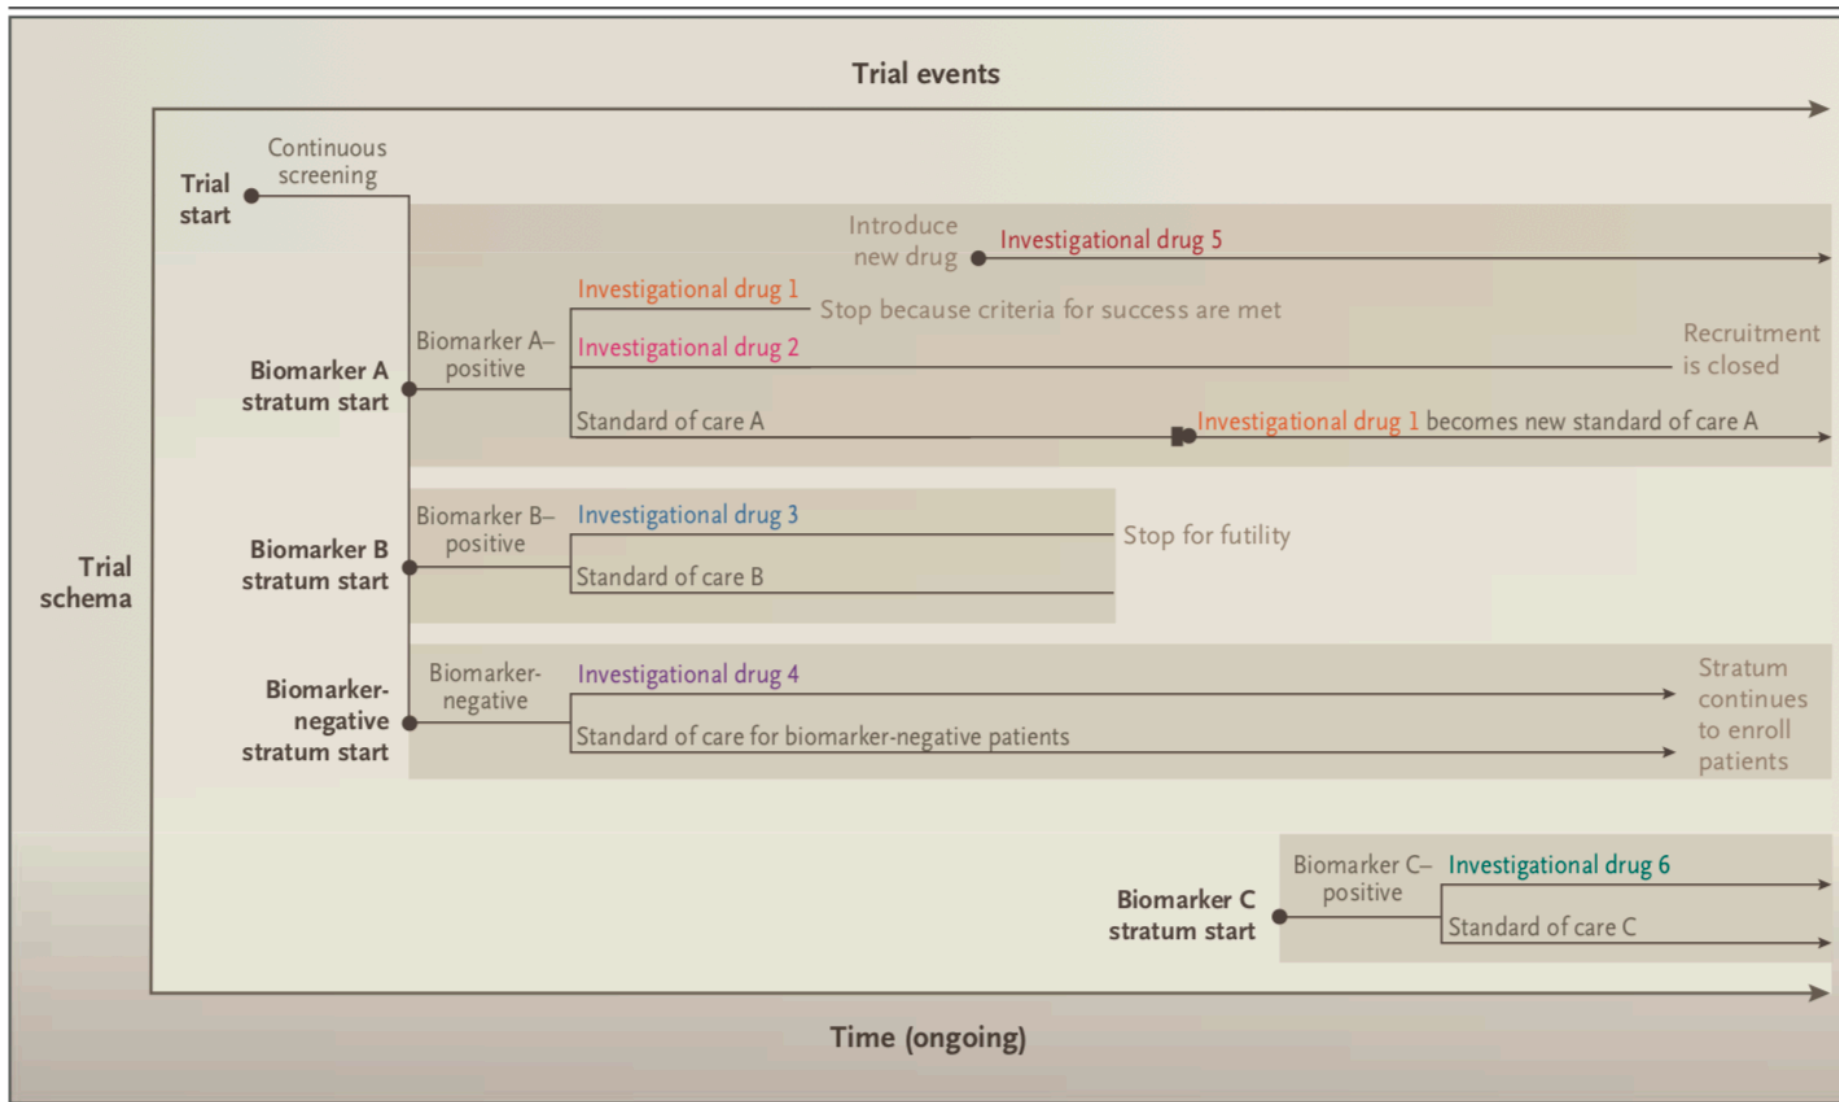 Trial events
Continuous
screening
Trial
start
Introduce
new drug
Investigational drug 5
Investigational drug 1
Stop because criteria for success are met
Biomarker A–
positive
Investigational drug 2
Recruitment
is closed
Biomarker A
stratum start
Standard of care A
Investigational drug 1 becomes new standard of care A
Biomarker B–
positive
Investigational drug 3
Stop for futility
Biomarker B
stratum start
Standard of care B
Trial
schema
Biomarker-
negative
Investigational drug 4
Stratum
continues
to enroll
patients
Biomarker-
negative
stratum start
Standard of care for biomarker-negative patients
Biomarker C–
positive
Investigational drug 6
Biomarker C
stratum start
Standard of care C
Time (ongoing)